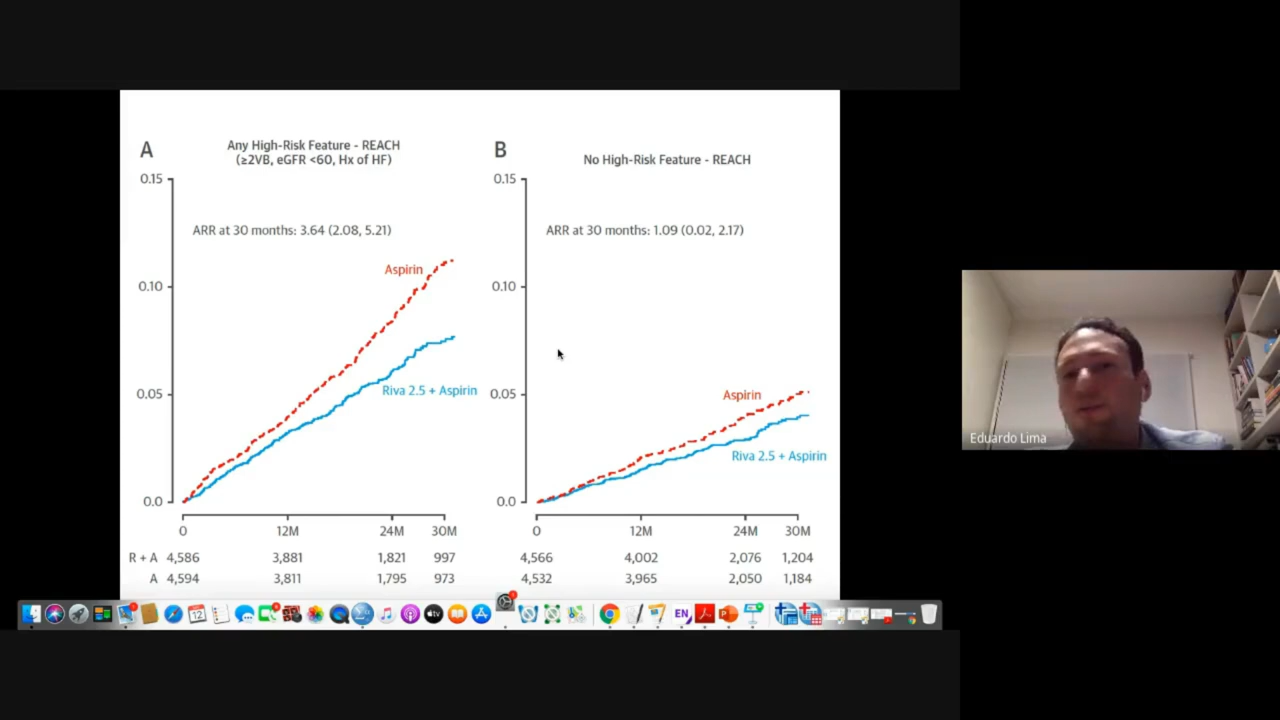 A
Any High-Risk Feature - REACH
(≥2VB, eGFR <60, Hx of HF)
0.15
ARR at 30 months: 3.64 (2.08, 5.21)
Aspirin
0.10
Riva 2.5 + Aspirin
0.05
0.0
0 12M 24M 30M
R + A 4,586 3,881 1,821 997
A 4,594 3,811 1,795 973
B
No High-Risk Feature - REACH
0.15
ARR at 30 months: 1.09 (0.02, 2.17)
0.10
0.05
Aspirin
Riva 2.5 + Aspirin
0.0
0 12M 24M 30M
4,566 4,002 2,076 1,204
4,532 3,965 2,050 1,184
Eduardo Lima
12
tv
EN